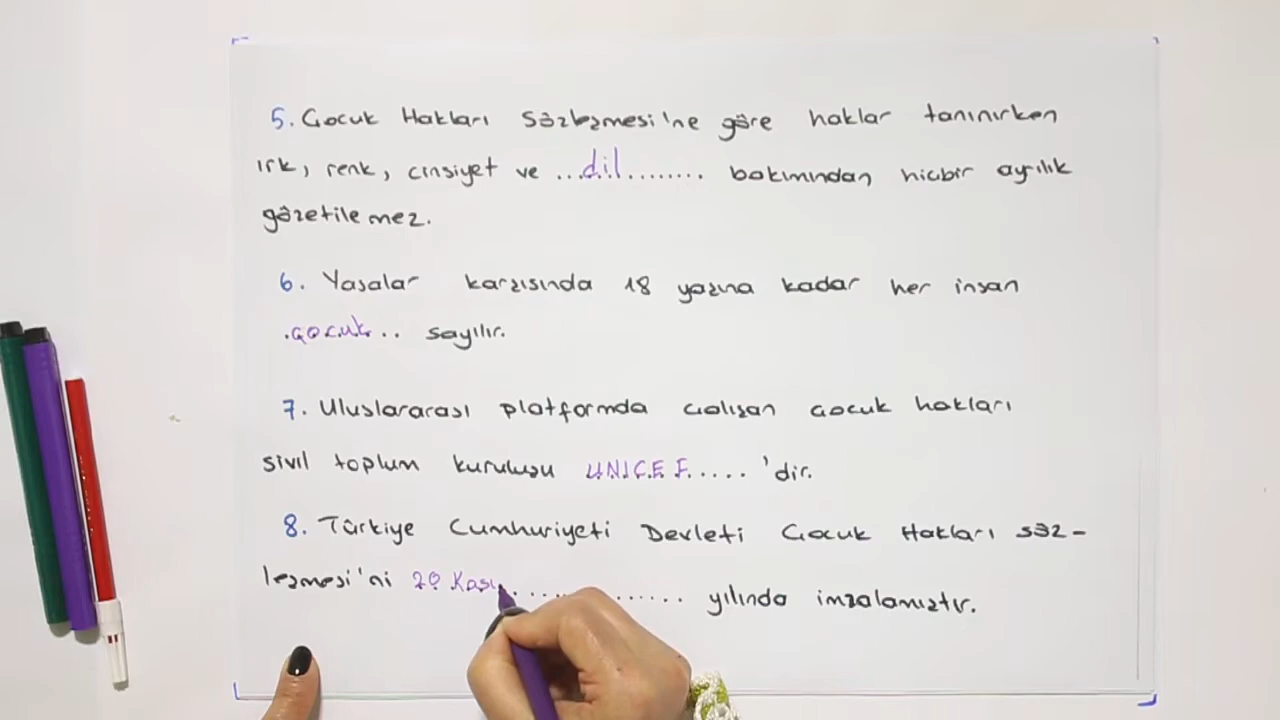 5. Çocuk Hakları Sözleşmesi'ne göre haklar tanınırken
ırk, renk, cinsiyet ve ...dil........ bakımından hiçbir ayrılık
gözetilemez.
6. Yasalar karşısında 18 yaşına kadar her insan
.çocuk.. sayılır.
7. Uluslararası platformda çalışan çocuk hakları
sivil toplum kuruluşu UNICEF..... 'dir.
8. Türkiye Cumhuriyeti Devleti Çocuk Hakları Söz-
leşmesi'ni 20 Kası............... yılında imzalamıştır.